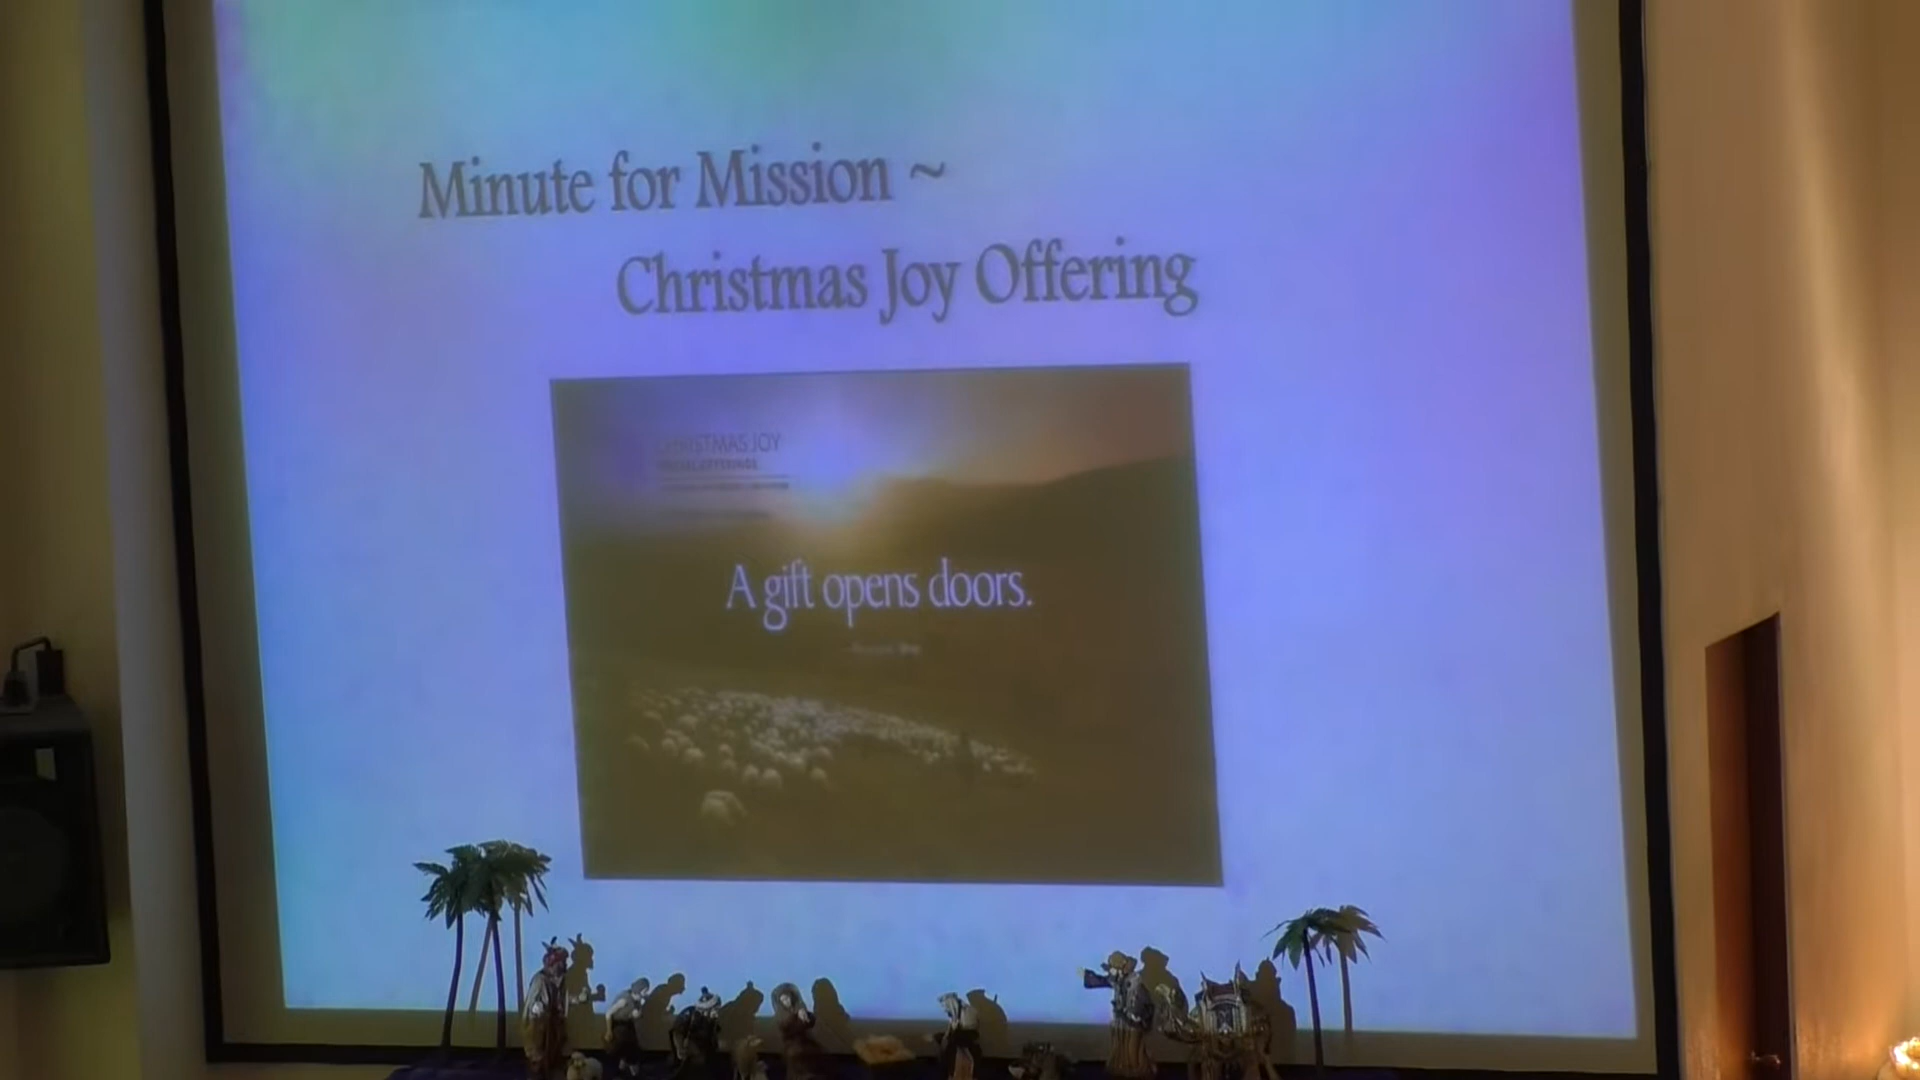 Minute for Mission ~
Christmas Joy Offering
CHRISTMAS JOY
A gift opens doors.